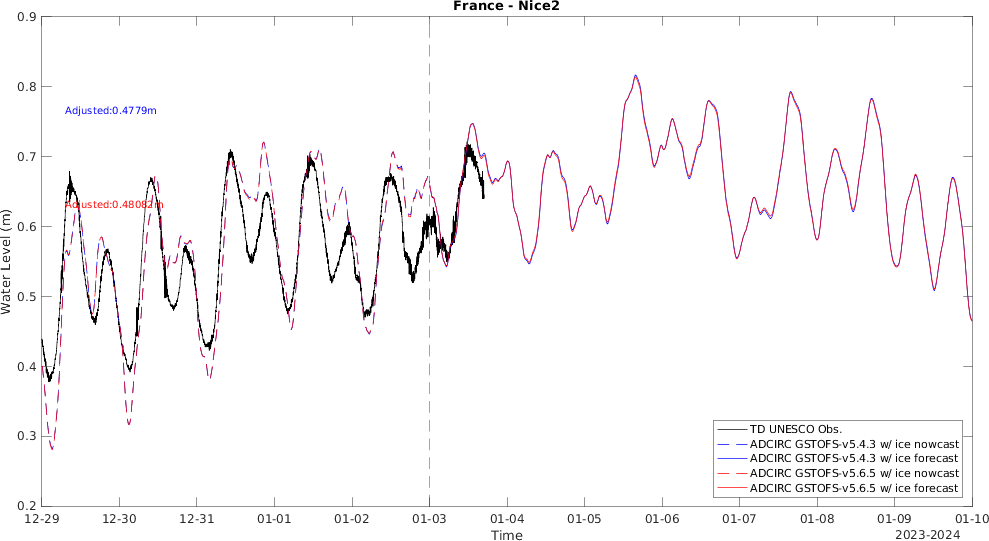 France - Nice2
0.9
0.8
0.7
0.6
0.5
0.4
0.3
0.2
Water Level (m)
Adjusted:0.4779m
Adjusted:0.48082m
TD UNESCO Obs.
ADCIRC GSTOFS-v5.4.3 w/ ice nowcast
ADCIRC GSTOFS-v5.4.3 w/ ice forecast
ADCIRC GSTOFS-v5.6.5 w/ ice nowcast
ADCIRC GSTOFS-v5.6.5 w/ ice forecast
12-29 12-30 12-31 01-01 01-02 01-03 01-04 01-05 01-06 01-07 01-08 01-09 01-10
Time
2023-2024